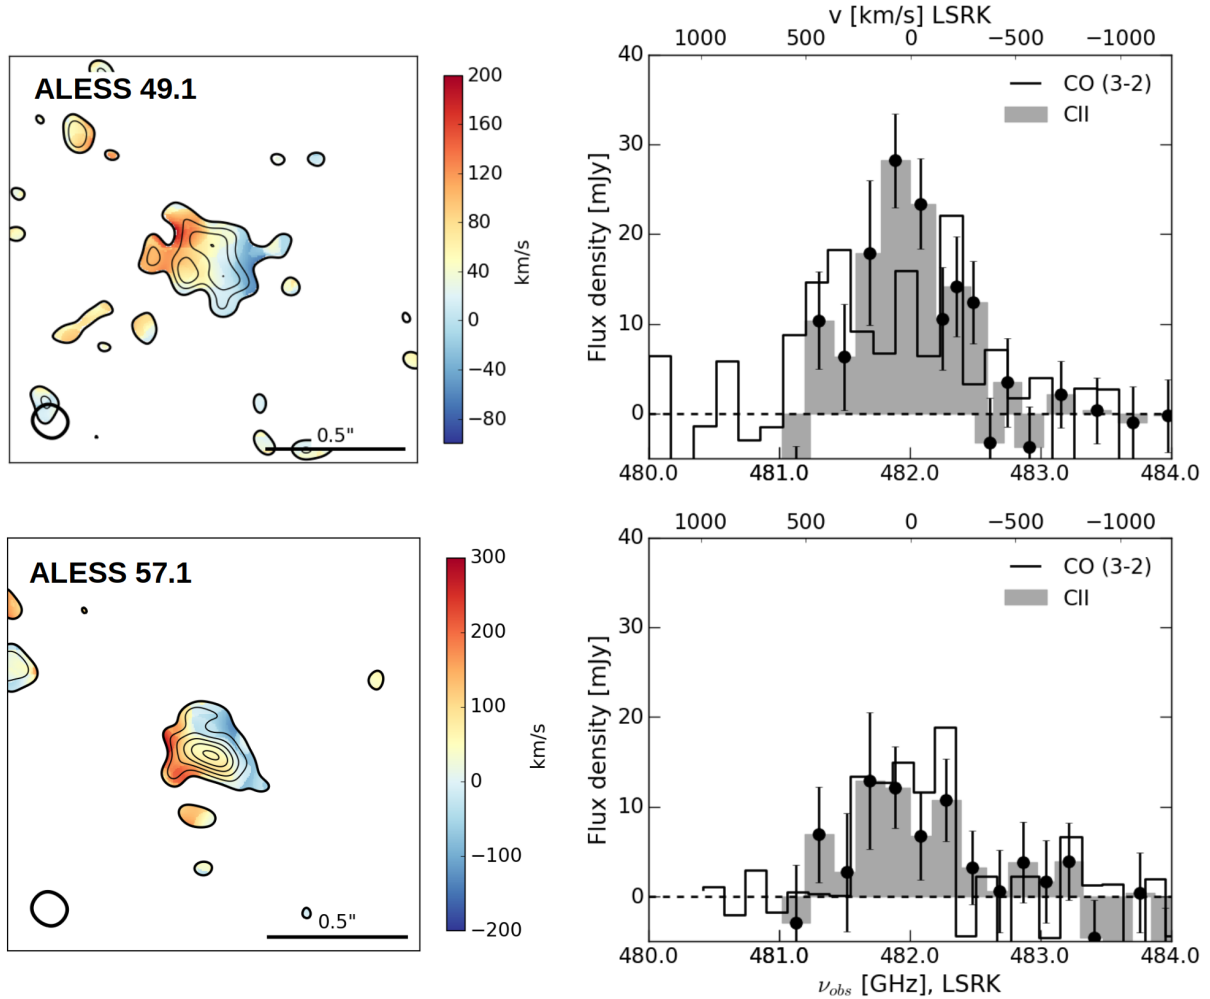 v [km/s] LSRK
1000 500 0 −500 −1000
ALESS 49.1
200
160
120
80
40
0
−40
−80
km/s
0.5"
40
30
20
10
0
Flux density [mJy]
CO (3-2)
CII
480.0 481.0 482.0 483.0 484.0
1000 500 0 −500 −1000
ALESS 57.1
300
200
100
0
−100
−200
km/s
0.5"
40
30
20
10
0
Flux density [mJy]
CO (3-2)
CII
480.0 481.0 482.0 483.0 484.0
ν_obs [GHz], LSRK